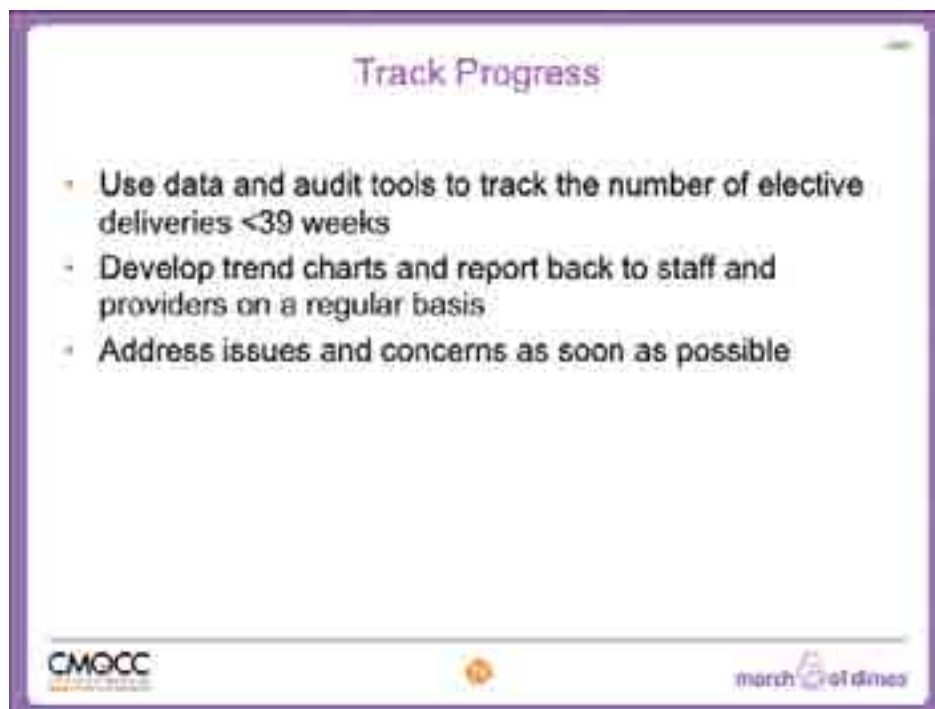 Track Progress
Use data and audit tools to track the number of elective
deliveries <39 weeks
Develop trend charts and report back to staff and
providers on a regular basis
Address issues and concerns as soon as possible
CMQCC
march of dimes